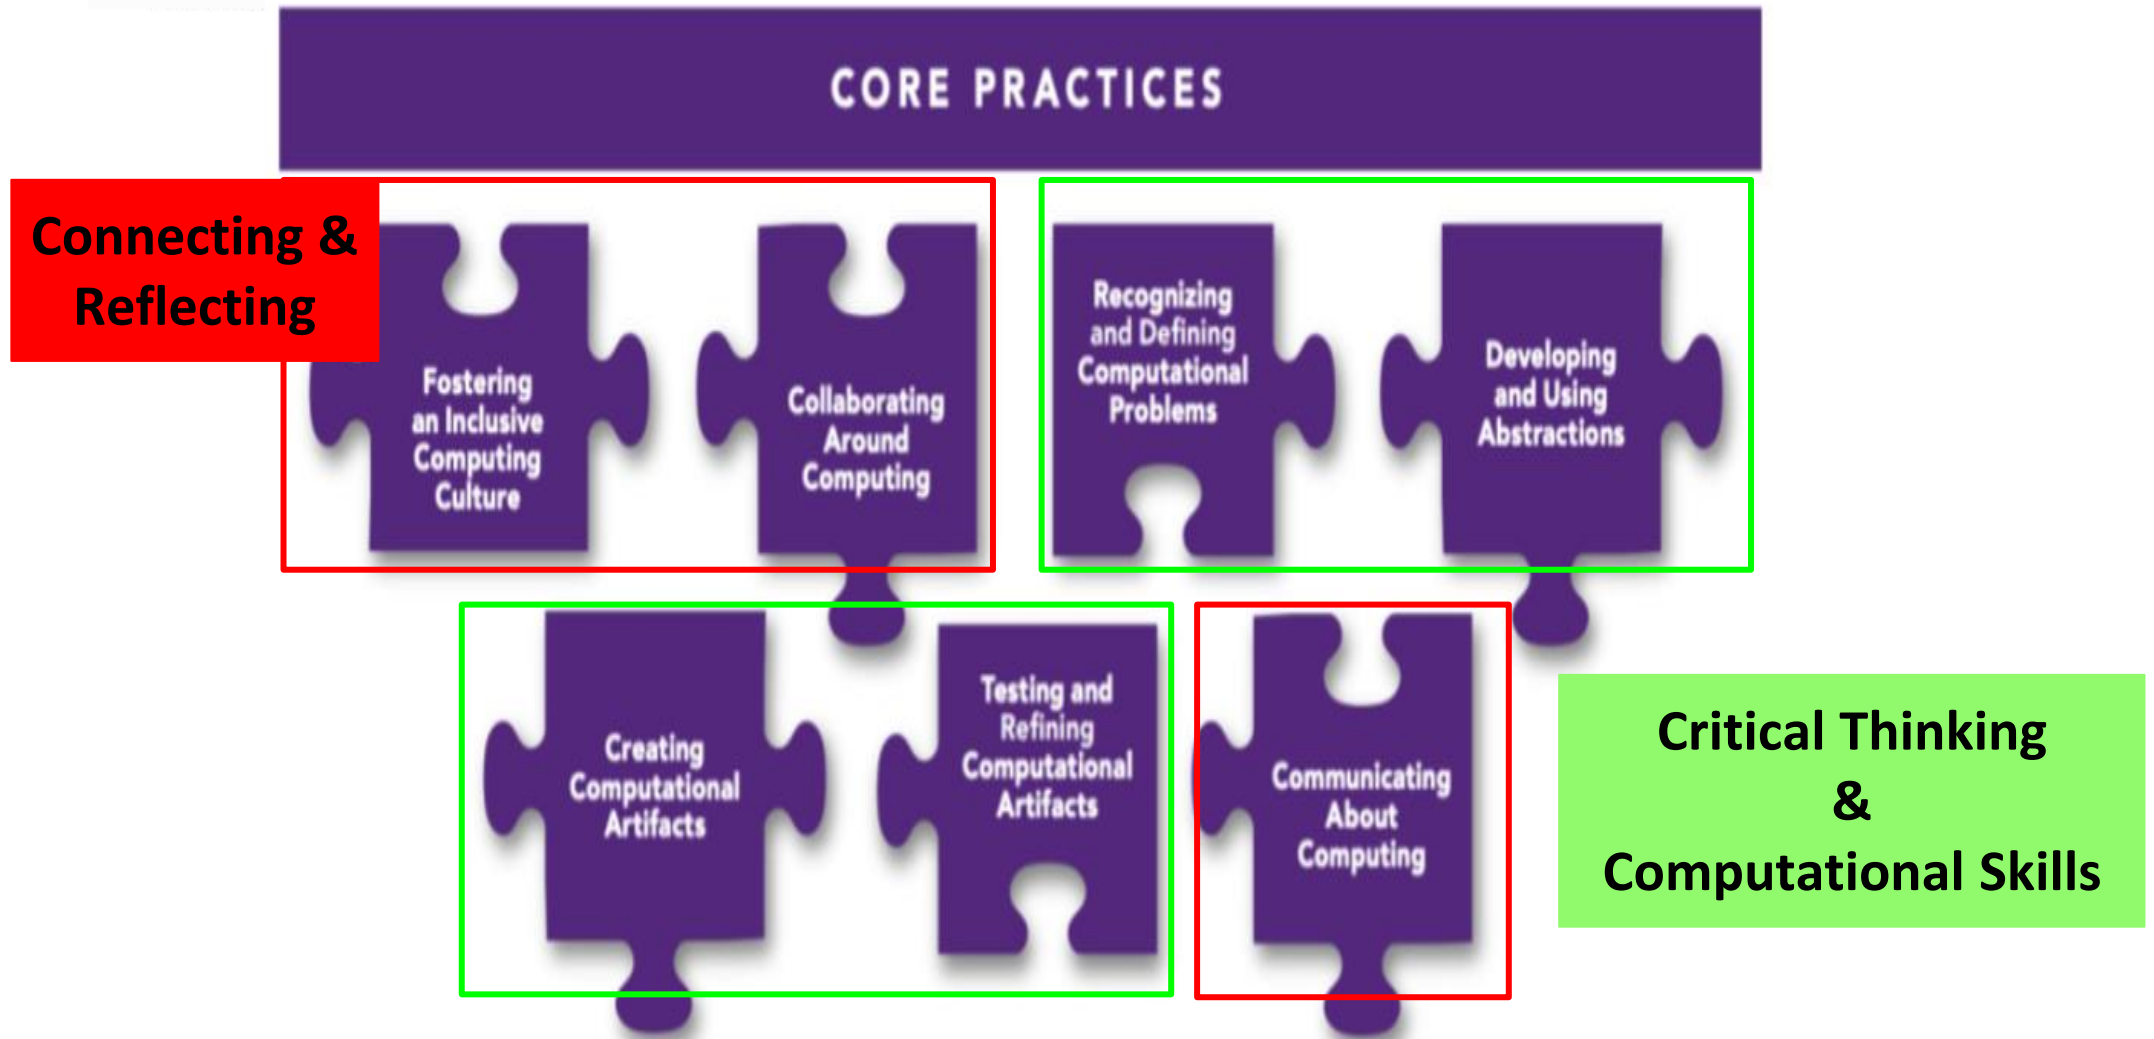 CORE PRACTICES
Connecting &
Reflecting
Fostering
an Inclusive
Computing
Culture
Collaborating
Around
Computing
Recognizing
and Defining
Computational
Problems
Developing
and Using
Abstractions
Creating
Computational
Artifacts
Testing and
Refining
Computational
Artifacts
Communicating
About
Computing
Critical Thinking
&
Computational Skills